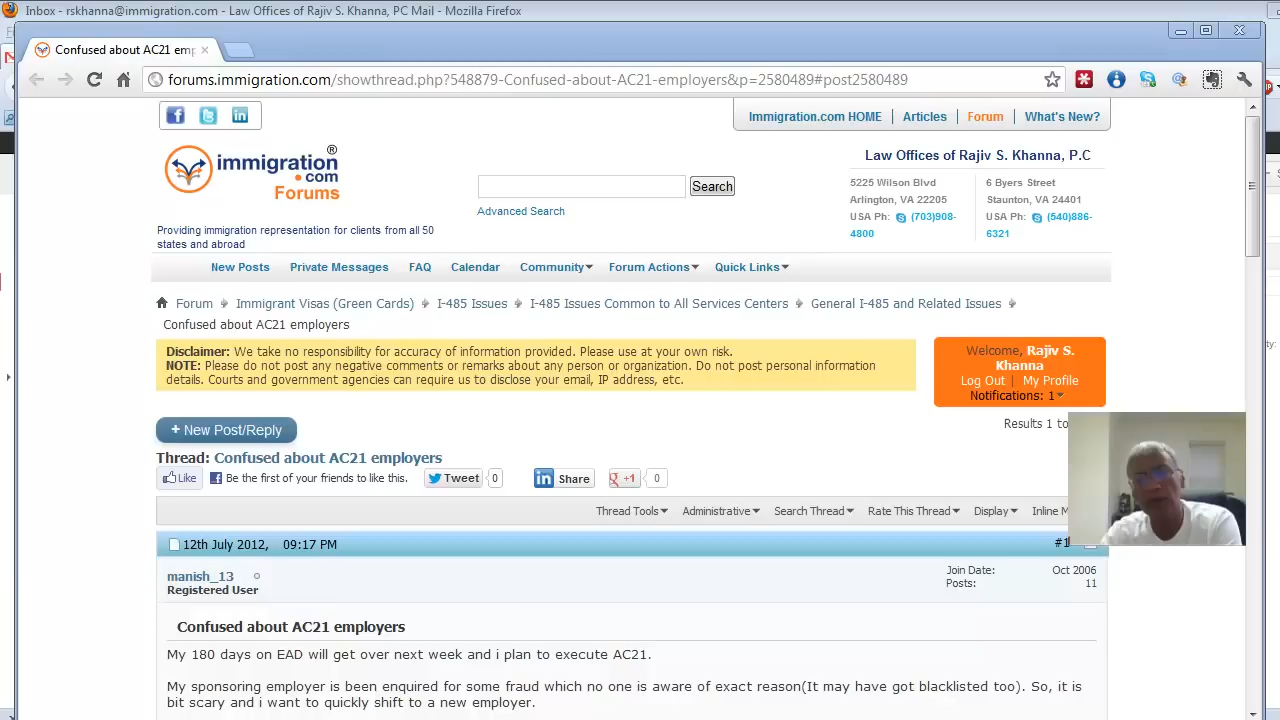 Inbox - rskhanna@immigration.com - Law Offices of Rajiv S. Khanna, PC Mail - Mozilla Firefox
Confused about AC21 emp
forums.immigration.com/showthread.php?548879-Confused-about-AC21-employers&p=2580489#post2580489
Immigration.com HOME | Articles | Forum | What's New?
immigration®
.com
Forums
Providing immigration representation for clients from all 50
states and abroad
Search
Advanced Search
Law Offices of Rajiv S. Khanna, P.C
5225 Wilson Blvd
Arlington, VA 22205
USA Ph: (703)908-
4800
6 Byers Street
Staunton, VA 24401
USA Ph: (540)886-
6321
New Posts Private Messages FAQ Calendar Community Forum Actions Quick Links
Forum Immigrant Visas (Green Cards) I-485 Issues I-485 Issues Common to All Services Centers General I-485 and Related Issues
Confused about AC21 employers
Disclaimer: We take no responsibility for accuracy of information provided. Please use at your own risk.
NOTE: Please do not post any negative comments or remarks about any person or organization. Do not post personal information
details. Courts and government agencies can require us to disclose your email, IP address, etc.
Welcome, Rajiv S.
Khanna
Log Out | My Profile
Notifications: 1
+ New Post/Reply
Results 1 to
Thread: Confused about AC21 employers
Like Be the first of your friends to like this. Tweet 0 Share +1 0
Thread Tools Administrative Search Thread Rate This Thread Display Inline M
12th July 2012, 09:17 PM #1
manish_13
Registered User
Join Date: Oct 2006
Posts: 11
Confused about AC21 employers
My 180 days on EAD will get over next week and i plan to execute AC21.
My sponsoring employer is been enquired for some fraud which no one is aware of exact reason(It may have got blacklisted too). So, it is
bit scary and i want to quickly shift to a new employer.